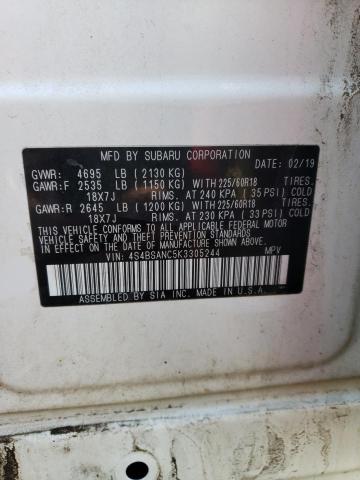 MFD BY SUBARU CORPORATION
DATE: 02/19
GVWR: 4695 LB (2130 KG)
GAWR:F 2535 LB (1150 KG) WITH 225/60R18 TIRES.
18X7J RIMS. AT 240 KPA (35 PSI) COLD
GAWR:R 2645 LB (1200 KG) WITH 225/60R18 TIRES.
18X7J RIMS. AT 230 KPA (33 PSI) COLD
THIS VEHICLE CONFORMS TO ALL APPLICABLE FEDERAL MOTOR
VEHICLE SAFETY, BUMPER, AND THEFT PREVENTION STANDARDS
IN EFFECT ON THE DATE OF MANUFACTURE SHOWN ABOVE.
VIN: 4S4BSANC5K3305244 MPV
ASSEMBLED BY SIA INC. MADE IN U.S.A.